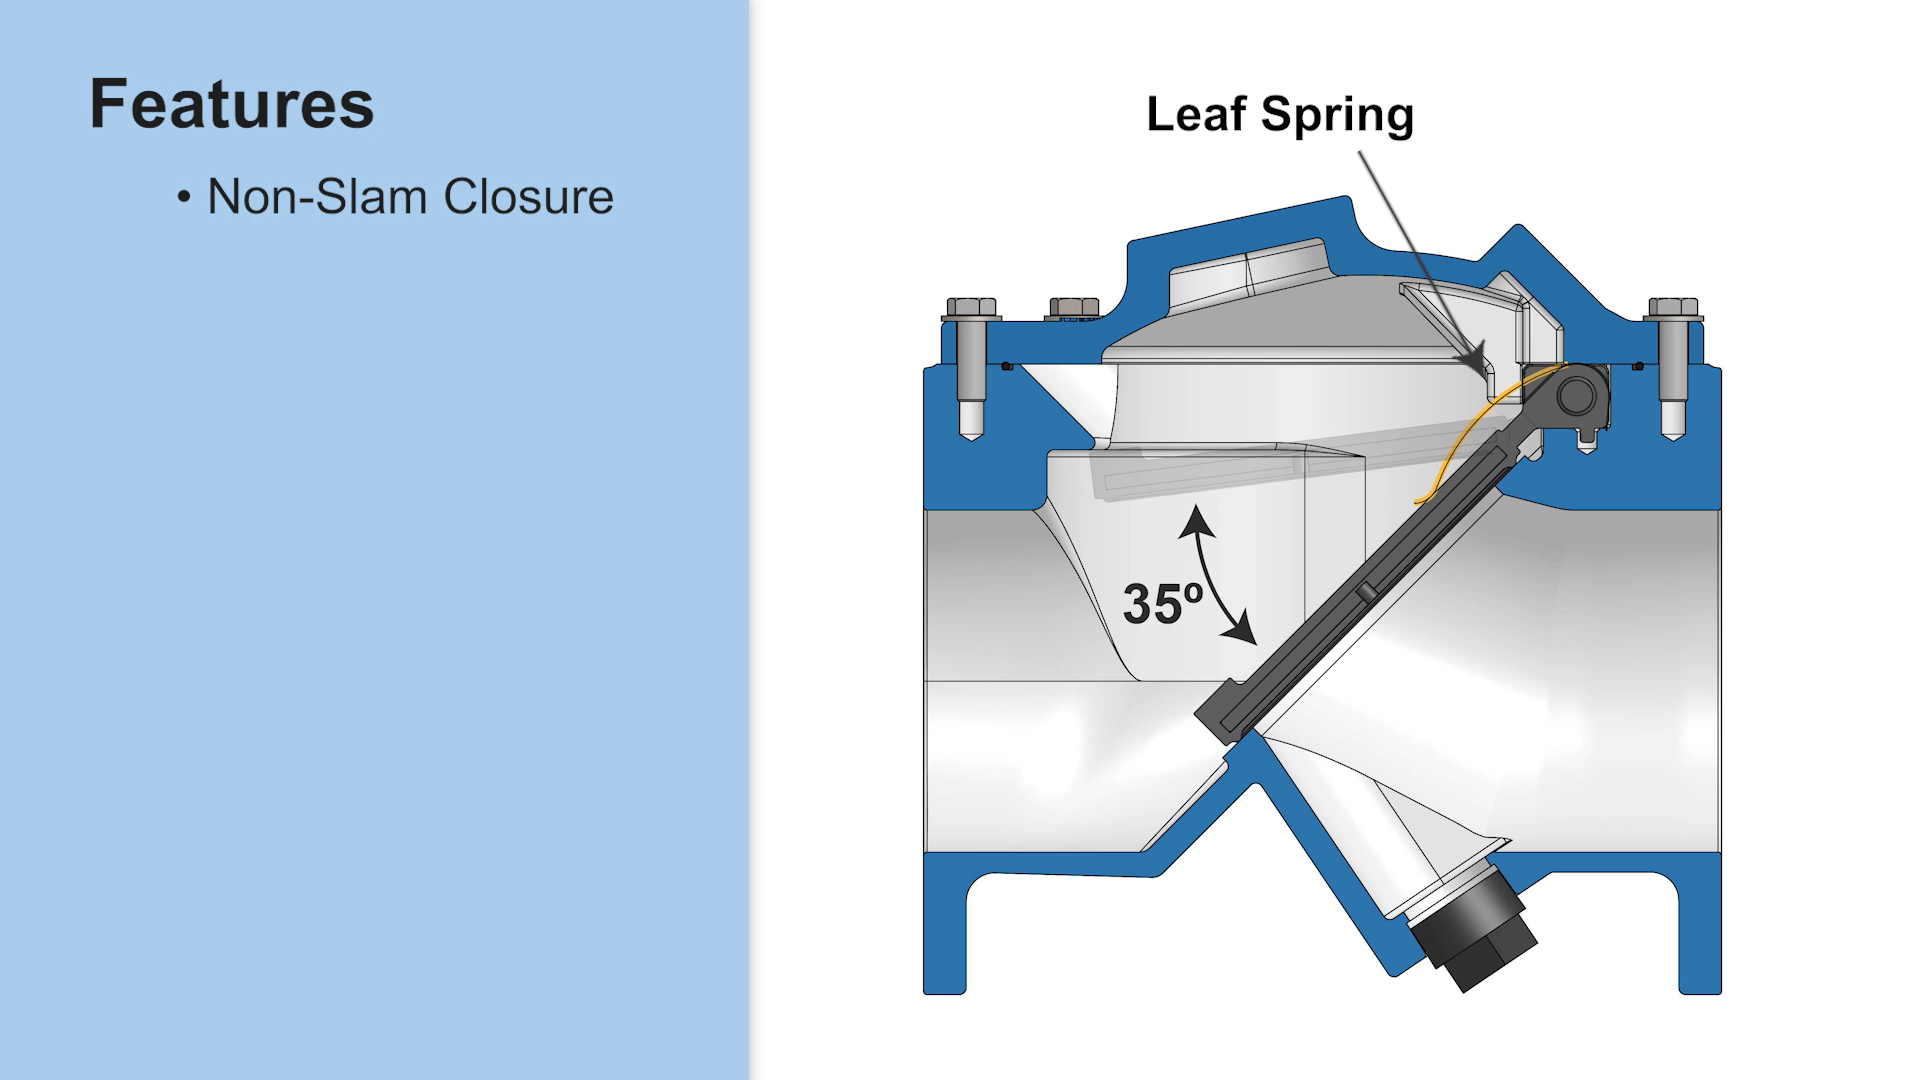 Features
• Non-Slam Closure
Leaf Spring
35º